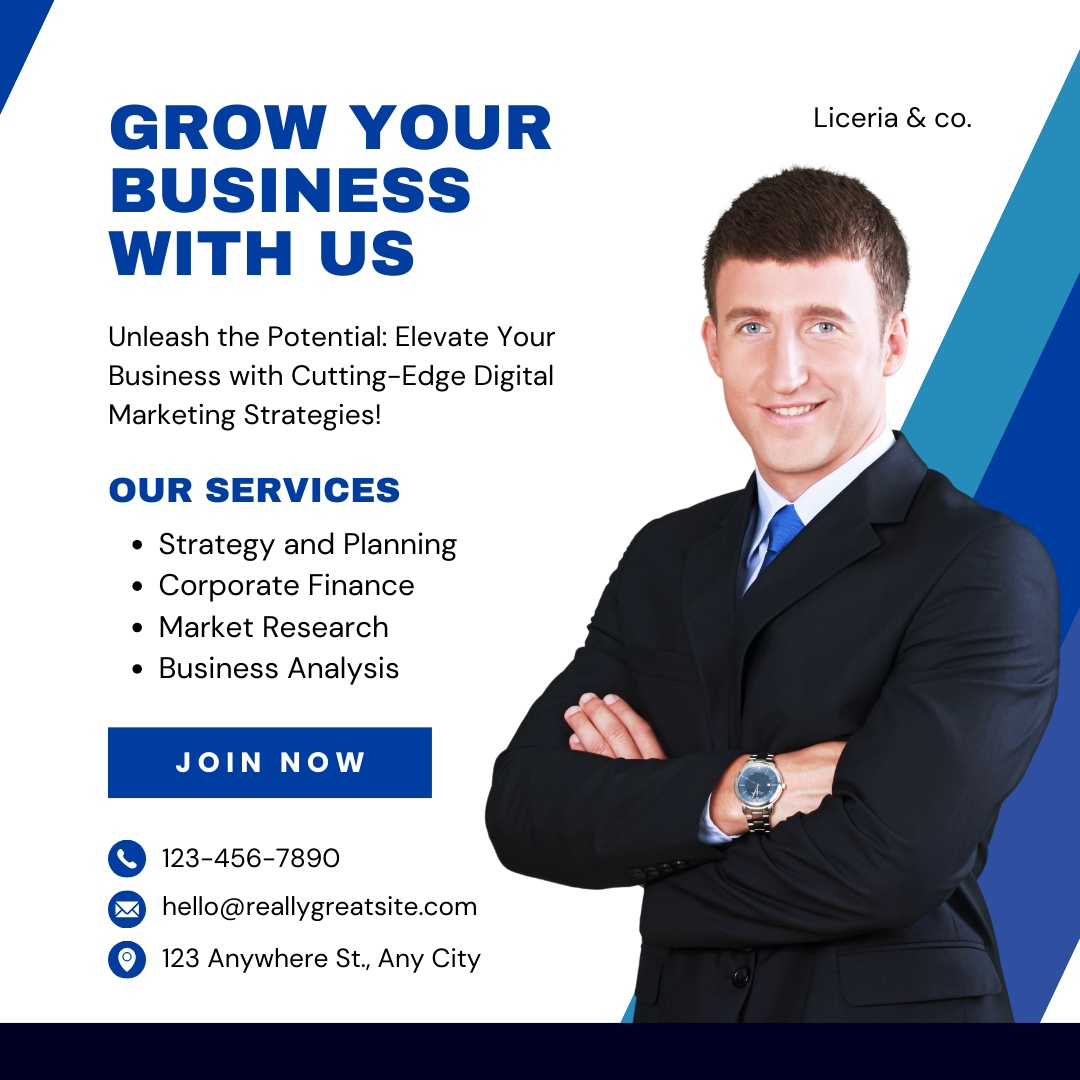 GROW YOUR
BUSINESS
WITH US
Liceria & co.
Unleash the Potential: Elevate Your
Business with Cutting-Edge Digital
Marketing Strategies!
OUR SERVICES
• Strategy and Planning
• Corporate Finance
• Market Research
• Business Analysis
JOIN NOW
123-456-7890
hello@reallygreatsite.com
123 Anywhere St., Any City